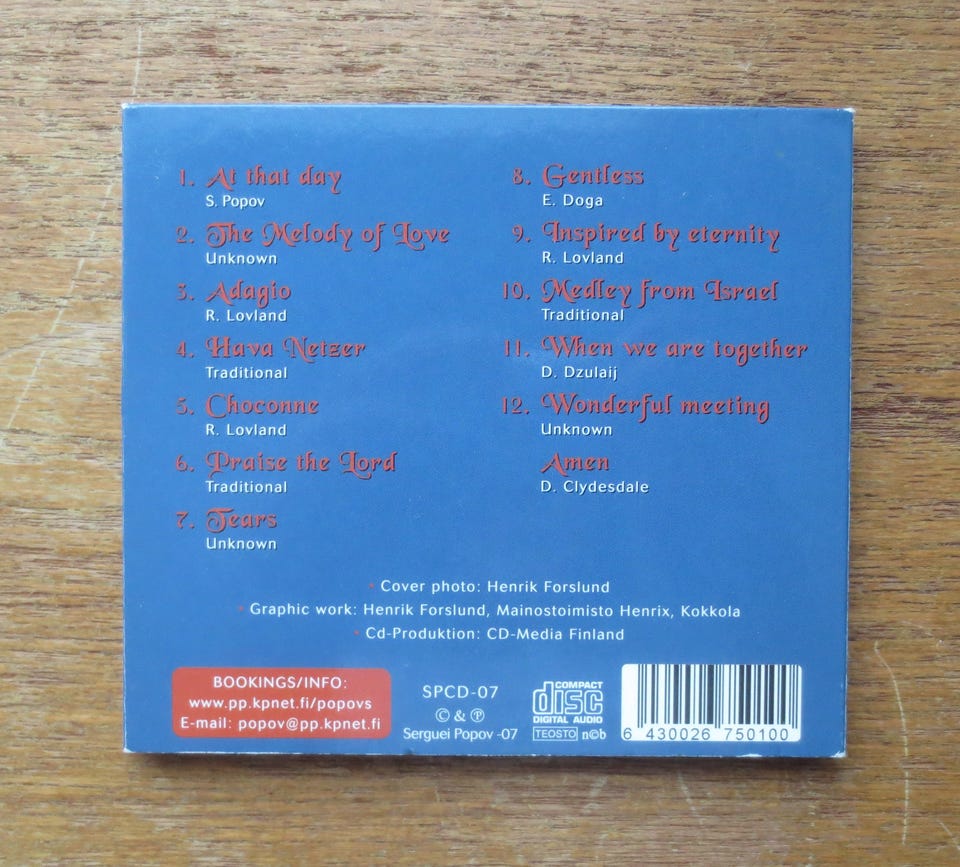 1. At that day
S. Popov
2. The Melody of Love
Unknown
3. Adagio
R. Lovland
4. Hava Netzer
Traditional
5. Choconne
R. Lovland
6. Praise the Lord
Traditional
7. Tears
Unknown
8. Gentless
E. Doga
9. Inspired by eternity
R. Lovland
10. Medley from Israel
Traditional
11. When we are together
D. Dzulaij
12. Wonderful meeting
Unknown
Amen
D. Clydesdale
• Cover photo: Henrik Forslund
• Graphic work: Henrik Forslund, Mainostoimisto Henrix, Kokkola
• Cd-Produktion: CD-Media Finland
BOOKINGS/INFO:
www.pp.kpnet.fi/popovs
E-mail: popov@pp.kpnet.fi
SPCD-07
© & ℗
Serguei Popov -07
COMPACT
disc
DIGITAL AUDIO
TEOSTO n©b
6 430026 750100